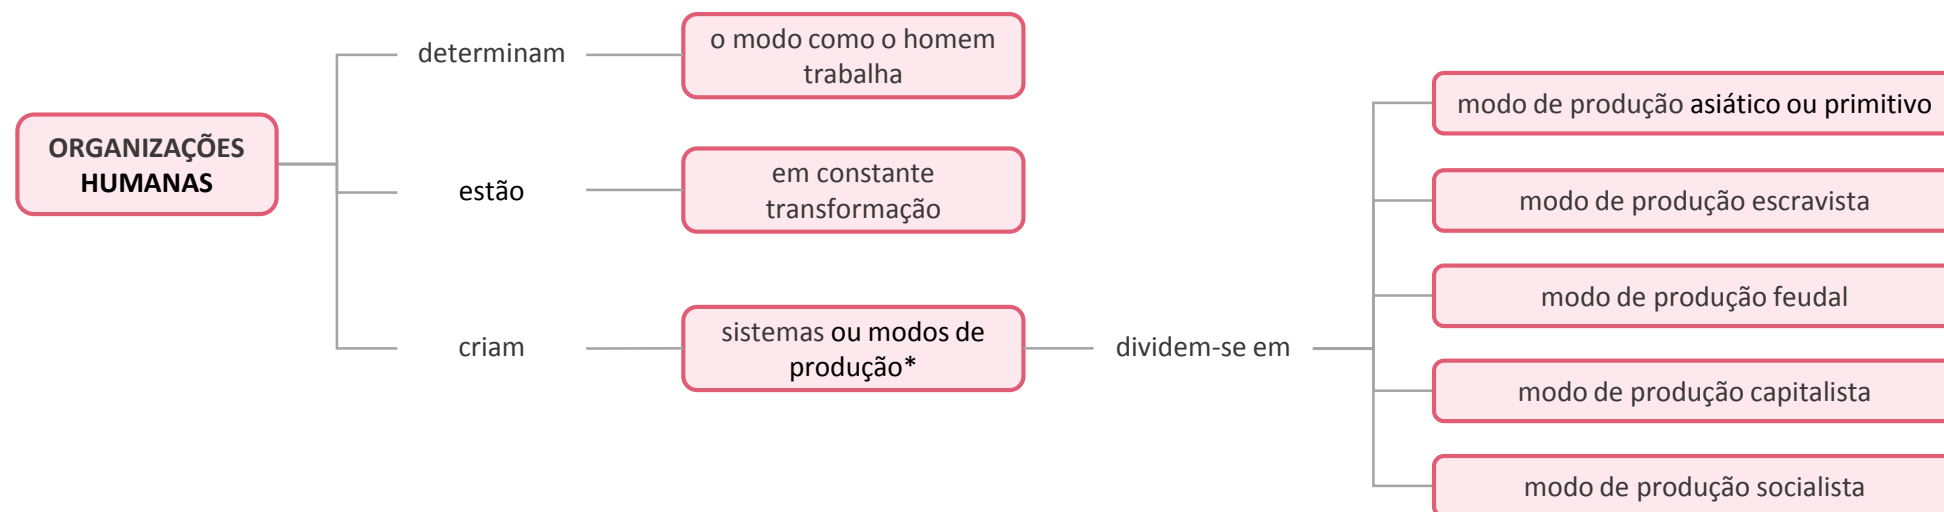 ORGANIZAÇÕES
HUMANAS
determinam
o modo como o homem
trabalha
estão
em constante
transformação
criam
sistemas ou modos de
produção*
dividem-se em
modo de produção asiático ou primitivo
modo de produção escravista
modo de produção feudal
modo de produção capitalista
modo de produção socialista